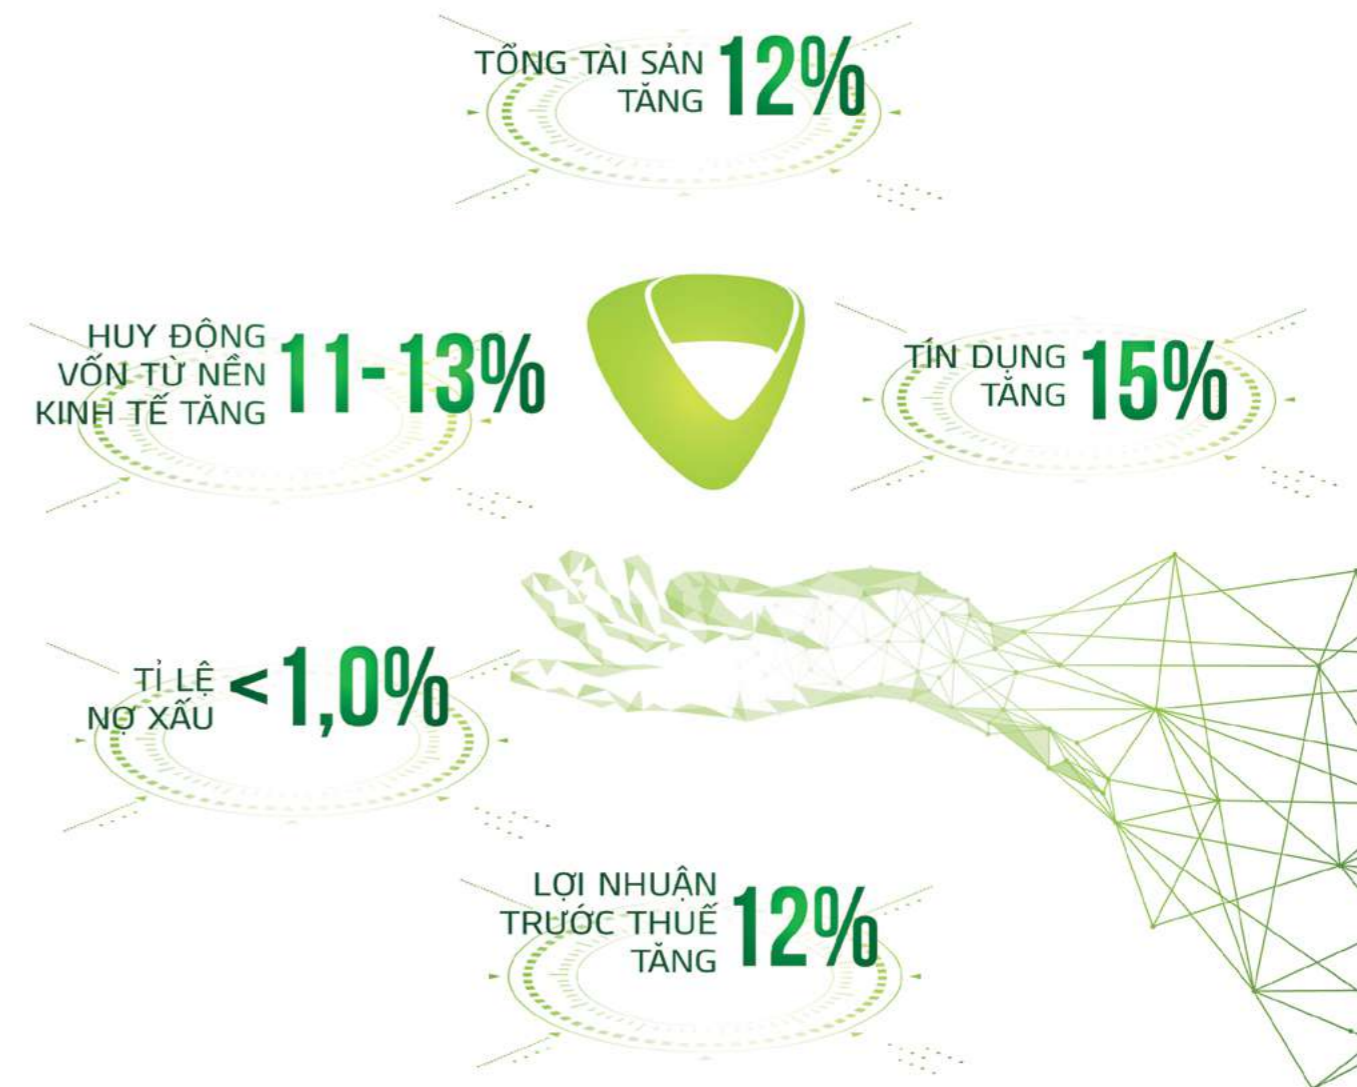 TỔNG TÀI SẢN
TĂNG 12%
HUY ĐỘNG
VỐN TỪ NỀN
KINH TẾ TĂNG 11-13%
TÍN DỤNG
TĂNG 15%
TỈ LỆ
NỢ XẤU <1,0%
LỢI NHUẬN
TRƯỚC THUẾ
TĂNG 12%